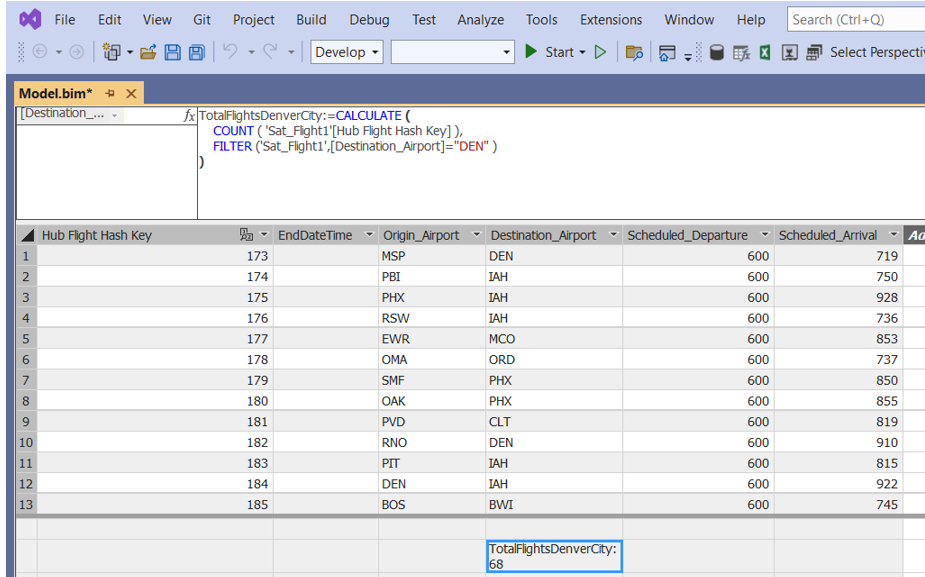 File Edit View Git Project Build Debug Test Analyze Tools Extensions Window Help Search (Ctrl+Q)
Develop Start Select Perspecti
Model.bim*
[Destination_... fx TotalFlightsDenverCity:=CALCULATE (
COUNT ( 'Sat_Flight1'[Hub Flight Hash Key] ),
FILTER ('Sat_Flight1',[Destination_Airport]="DEN" )
)
Hub Flight Hash Key EndDateTime Origin_Airport Destination_Airport Scheduled_Departure Scheduled_Arrival Ad
1 173 MSP DEN 600 719
2 174 PBI IAH 600 750
3 175 PHX IAH 600 928
4 176 RSW IAH 600 736
5 177 EWR MCO 600 853
6 178 OMA ORD 600 737
7 179 SMF PHX 600 850
8 180 OAK PHX 600 855
9 181 PVD CLT 600 819
10 182 RNO DEN 600 910
11 183 PIT IAH 600 815
12 184 DEN IAH 600 922
13 185 BOS BWI 600 745
TotalFlightsDenverCity:
68